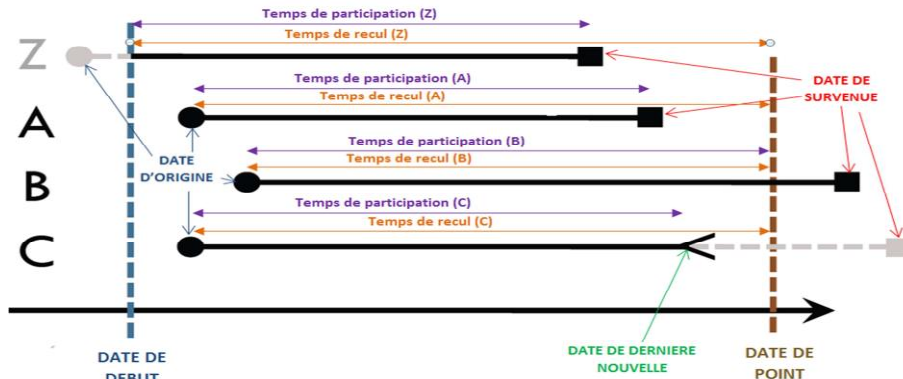 Temps de participation (Z)
Temps de recul (Z)
Z
Temps de participation (A)
DATE DE
SURVENUE
Temps de recul (A)
A
Temps de participation (B)
DATE
D'ORIGINE
Temps de recul (B)
B
Temps de participation (C)
Temps de recul (C)
C
DATE DE
DEBUT
DATE DE DERNIERE
NOUVELLE
DATE DE
POINT